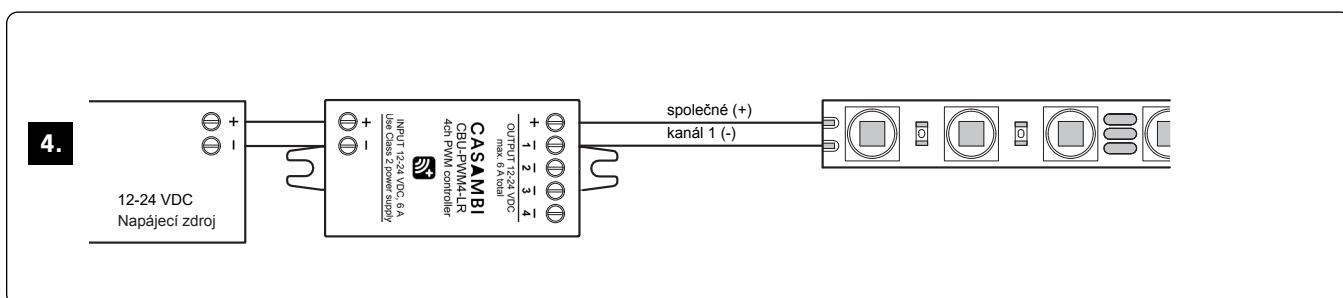 4.
+
-
12-24 VDC
Napájecí zdroj
+
-
INPUT 12-24 VDC, 6 A
Use Class 2 power supply
CASAMBI
CBU-PWM4-LR
4ch PWM controller
OUTPUT 12-24 VDC
max. 6 A total
+
1 -
2 -
3 -
4 -
společné (+)
kanál 1 (-)